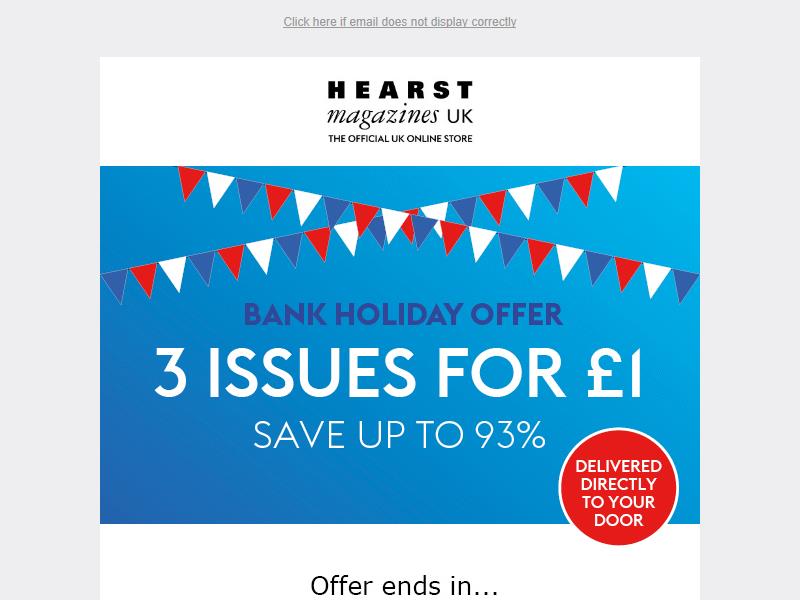 Click here if email does not display correctly
HEARST
magazines UK
THE OFFICIAL UK ONLINE STORE
BANK HOLIDAY OFFER
3 ISSUES FOR £1
SAVE UP TO 93%
DELIVERED
DIRECTLY
TO YOUR
DOOR
Offer ends in...